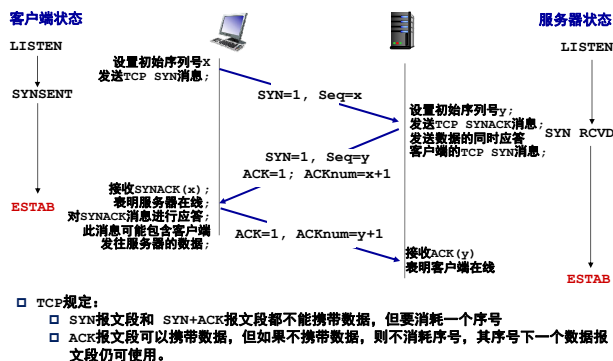 客户端状态
服务器状态
LISTEN
LISTEN
设置初始序列号X
发送TCP SYN消息;
SYNSENT
SYN=1, Seq=x
设置初始序列号y;
发送TCP SYNACK消息;
发送数据的同时应答
客户端的TCP SYN消息;
SYN RCVD
SYN=1, Seq=y
ACK=1; ACKnum=x+1
接收SYNACK(x);
表明服务器在线;
对SYNACK消息进行应答;
此消息可能包含客户端
发往服务器的数据;
ESTAB
ACK=1, ACKnum=y+1
接收ACK(y)
表明客户端在线
ESTAB
TCP规定:
SYN报文段和 SYN+ACK报文段都不能携带数据，但要消耗一个序号
ACK报文段可以携带数据，但如果不携带数据，则不消耗序号，其序号下一个数据报
文段仍可使用。